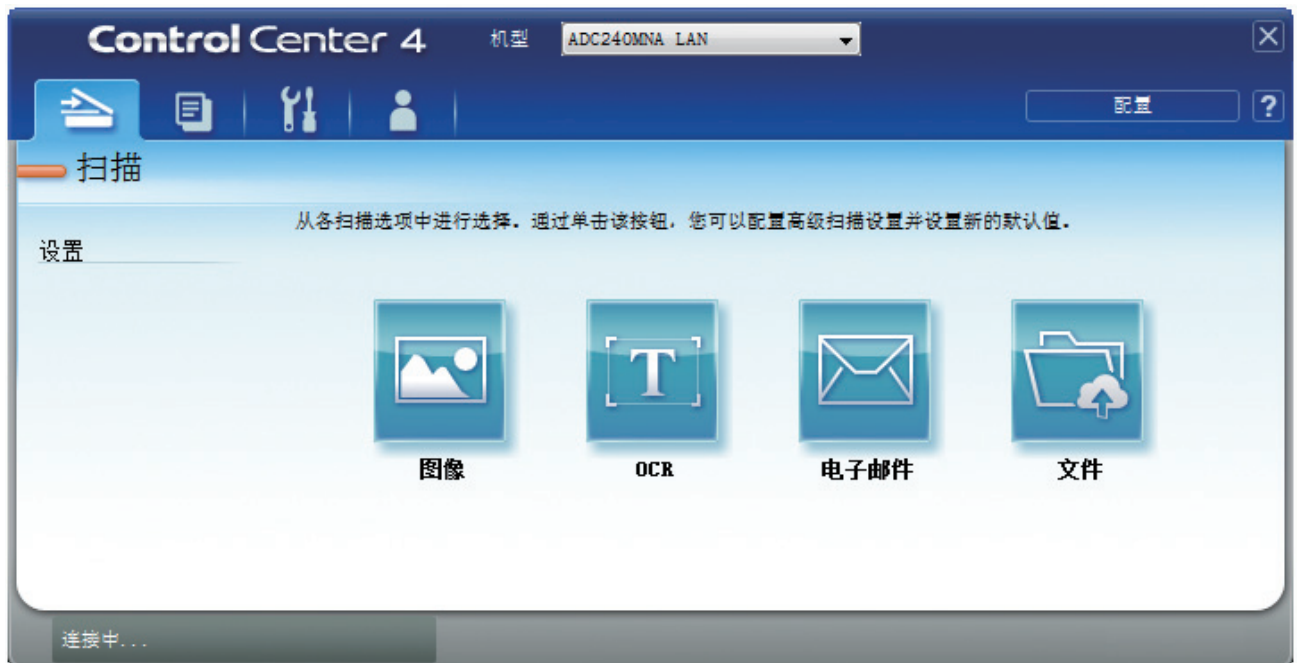 Control Center 4
机型
ADC240MNA LAN
配置
?
扫描
从各扫描选项中进行选择。通过单击该按钮，您可以配置高级扫描设置并设置新的默认值。
设置
T
图像
OCR
电子邮件
文件
连接中...